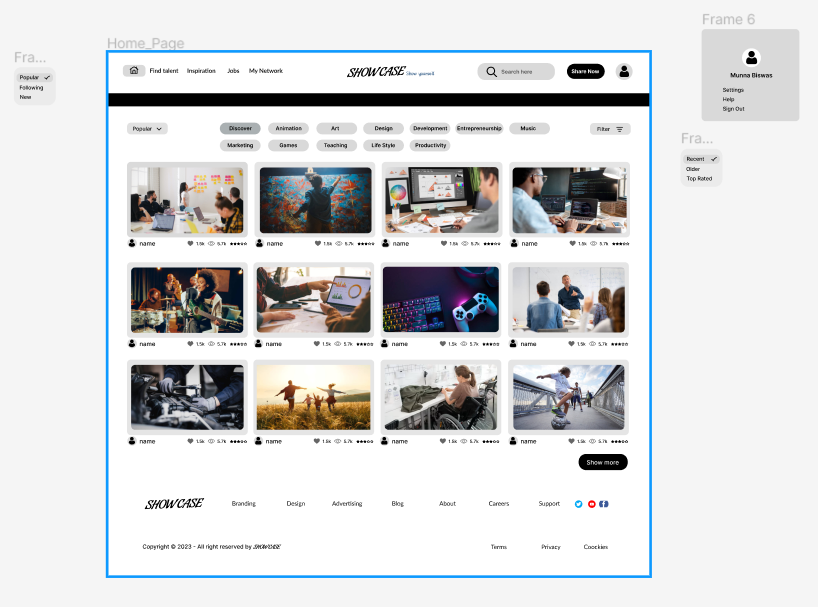 Frame 6
Home_Page
Fra...
Popular
Following
New
Find talent Inspiration Jobs My Network
SHOWCASE Show yourself
Search here
Share Now
Munna Biswas
Settings
Help
Sign Out
Fra...
Recent
Older
Top Rated
Popular
Discover Animation Art Design Development Entrepreneurship Music
Filter
Marketing Games Teaching Life Style Productivity
name 1.5k 5.7k name 1.5k 5.7k name 1.5k 5.7k name 1.5k 5.7k
name 1.5k 5.7k name 1.5k 5.7k name 1.5k 5.7k name 1.5k 5.7k
name 1.5k 5.7k name 1.5k 5.7k name 1.5k 5.7k name 1.5k 5.7k
Show more
SHOWCASE Branding Design Advertising Blog About Careers Support
Copyright © 2023 - All right reserved by SHOWCASE
Terms Privacy Coockies